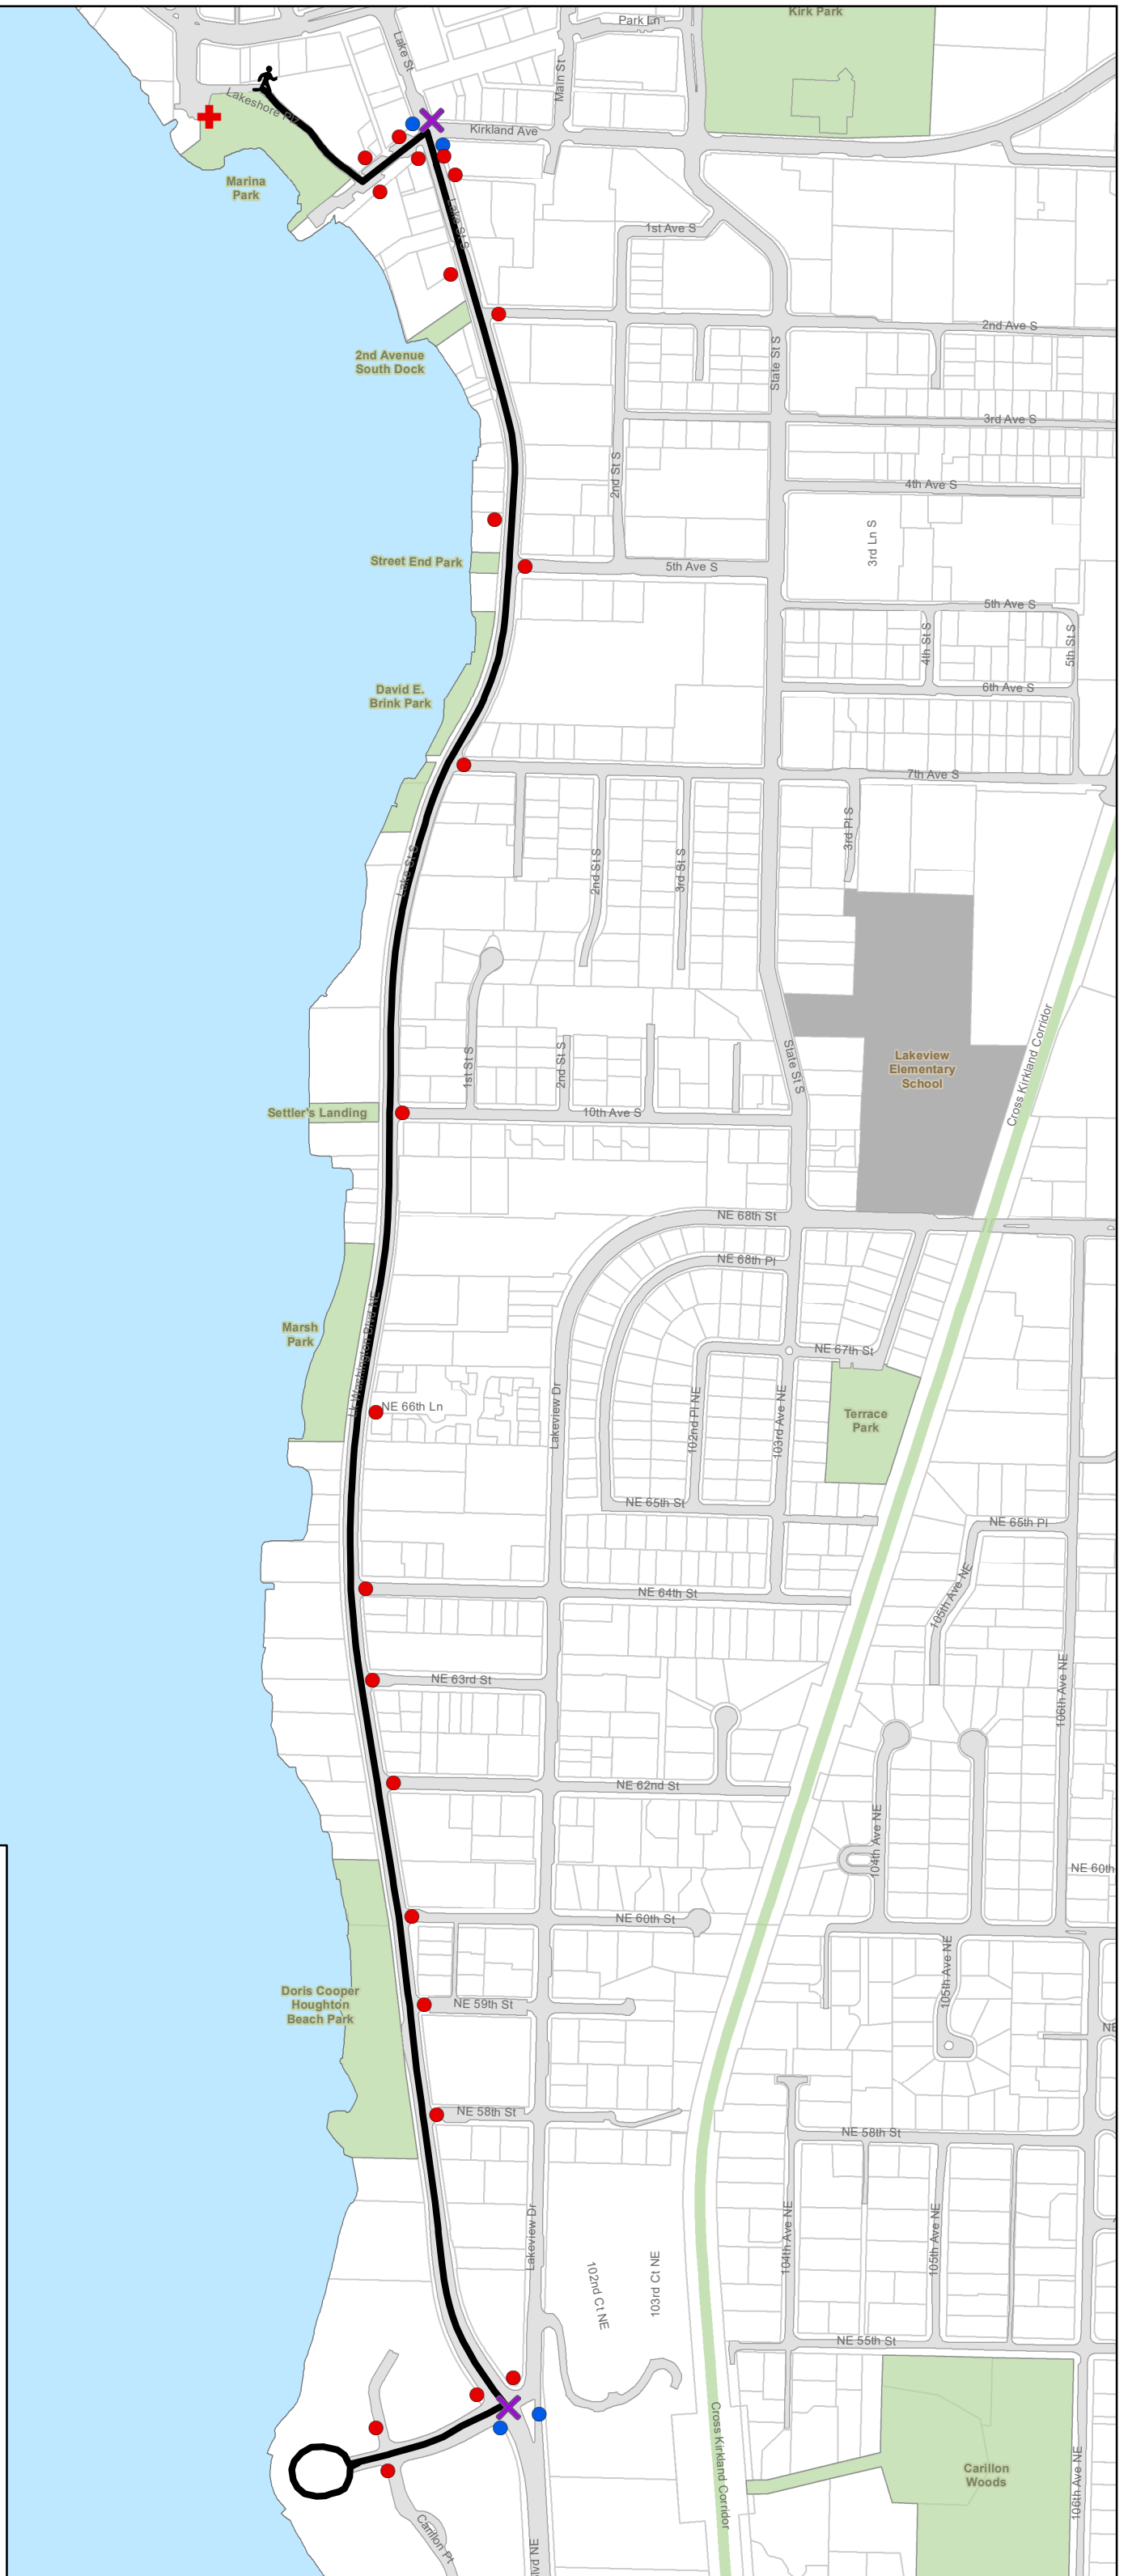 Kirk Park
Park Ln
Lake St
Main St
Lakeshore Plz
Kirkland Ave
Marina
Park
Lake St S
1st Ave S
2nd Ave S
2nd Avenue
South Dock
State St S
3rd Ave S
2nd St S
4th Ave S
3rd Ln S
Street End Park
5th Ave S
5th Ave S
4th St S
5th St S
6th Ave S
David E.
Brink Park
7th Ave S
3rd Pl S
Lake St S
2nd St S
3rd St S
Cross Kirkland Corridor
Lakeview
Elementary
School
1st St S
2nd St S
State St S
Settler's Landing
10th Ave S
NE 68th St
NE 68th Pl
Marsh
Park
Lk Washington Blvd NE
NE 67th St
NE 66th Ln
Lakeview Dr
102nd Pl NE
103rd Ave NE
Terrace
Park
NE 65th St
NE 65th Pl
105th Ave NE
NE 64th St
NE 63rd St
106th Ave NE
NE 62nd St
104th Ave NE
NE 60th
NE 60th St
105th Ave NE
Doris Cooper
Houghton
Beach Park
NE 59th St
NE
NE 58th St
NE 58th St
Lakeview Dr
102nd Ct NE
103rd Ct NE
104th Ave NE
105th Ave NE
NE 55th St
Cross Kirkland Corridor
Carillon
Woods
106th Ave NE
Carillon Pt
lvd NE